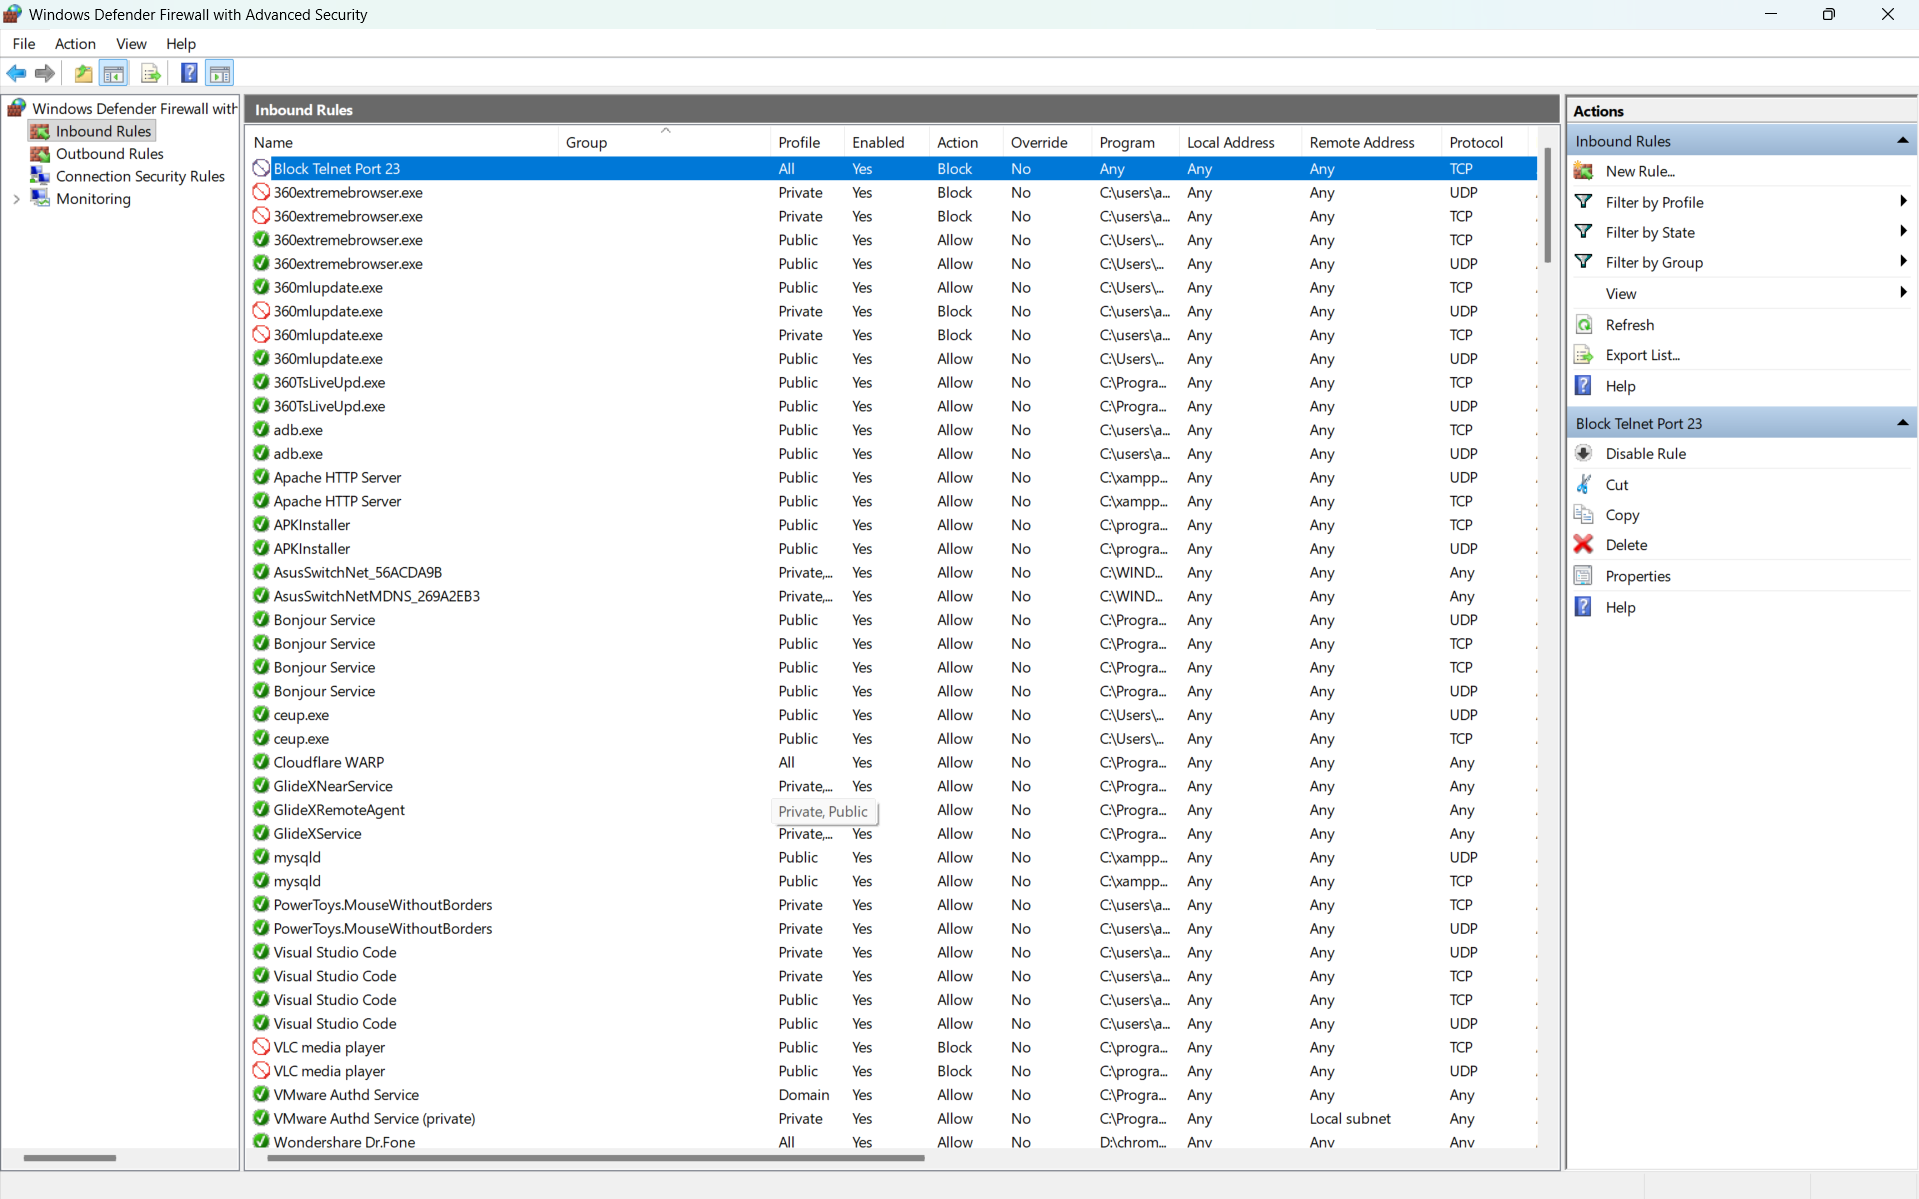 Windows Defender Firewall with Advanced Security
File Action View Help
Windows Defender Firewall with
Inbound Rules
Outbound Rules
Connection Security Rules
Monitoring
Inbound Rules
Name Group Profile Enabled Action Override Program Local Address Remote Address Protocol
Block Telnet Port 23 All Yes Block No Any Any Any TCP
360extremebrowser.exe Private Yes Block No C:\users\a... Any Any UDP
360extremebrowser.exe Private Yes Block No C:\users\a... Any Any TCP
360extremebrowser.exe Public Yes Allow No C:\Users\... Any Any TCP
360extremebrowser.exe Public Yes Allow No C:\Users\... Any Any UDP
360mlupdate.exe Public Yes Allow No C:\Users\... Any Any TCP
360mlupdate.exe Private Yes Block No C:\users\a... Any Any UDP
360mlupdate.exe Private Yes Block No C:\users\a... Any Any TCP
360mlupdate.exe Public Yes Allow No C:\Users\... Any Any UDP
360TsLiveUpd.exe Public Yes Allow No C:\Progra... Any Any TCP
360TsLiveUpd.exe Public Yes Allow No C:\Progra... Any Any UDP
adb.exe Public Yes Allow No C:\users\a... Any Any TCP
adb.exe Public Yes Allow No C:\users\a... Any Any UDP
Apache HTTP Server Public Yes Allow No C:\xampp... Any Any UDP
Apache HTTP Server Public Yes Allow No C:\xampp... Any Any TCP
APKInstaller Public Yes Allow No C:\progra... Any Any TCP
APKInstaller Public Yes Allow No C:\progra... Any Any UDP
AsusSwitchNet_56ACDA9B Private,... Yes Allow No C:\WIND... Any Any Any
AsusSwitchNetMDNS_269A2EB3 Private,... Yes Allow No C:\WIND... Any Any Any
Bonjour Service Public Yes Allow No C:\Progra... Any Any UDP
Bonjour Service Public Yes Allow No C:\Progra... Any Any TCP
Bonjour Service Public Yes Allow No C:\Progra... Any Any TCP
Bonjour Service Public Yes Allow No C:\Progra... Any Any UDP
ceup.exe Public Yes Allow No C:\Users\... Any Any UDP
ceup.exe Public Yes Allow No C:\Users\... Any Any TCP
Cloudflare WARP All Yes Allow No C:\Progra... Any Any Any
GlideXNearService Private,... Yes Allow No C:\Progra... Any Any Any
GlideXRemoteAgent Private, Public Allow No C:\Progra... Any Any Any
GlideXService Private,... Yes Allow No C:\Progra... Any Any Any
mysqld Public Yes Allow No C:\xampp... Any Any UDP
mysqld Public Yes Allow No C:\xampp... Any Any TCP
PowerToys.MouseWithoutBorders Private Yes Allow No C:\users\a... Any Any TCP
PowerToys.MouseWithoutBorders Private Yes Allow No C:\users\a... Any Any UDP
Visual Studio Code Private Yes Allow No C:\users\a... Any Any UDP
Visual Studio Code Private Yes Allow No C:\users\a... Any Any TCP
Visual Studio Code Public Yes Allow No C:\users\a... Any Any TCP
Visual Studio Code Public Yes Allow No C:\users\a... Any Any UDP
VLC media player Public Yes Block No C:\progra... Any Any TCP
VLC media player Public Yes Block No C:\progra... Any Any UDP
VMware Authd Service Domain Yes Allow No C:\Progra... Any Any Any
VMware Authd Service (private) Private Yes Allow No C:\Progra... Any Local subnet Any
Wondershare Dr.Fone All Yes Allow No D:\chrom... Any Any Any
Actions
Inbound Rules
New Rule...
Filter by Profile
Filter by State
Filter by Group
View
Refresh
Export List...
Help
Block Telnet Port 23
Disable Rule
Cut
Copy
Delete
Properties
Help